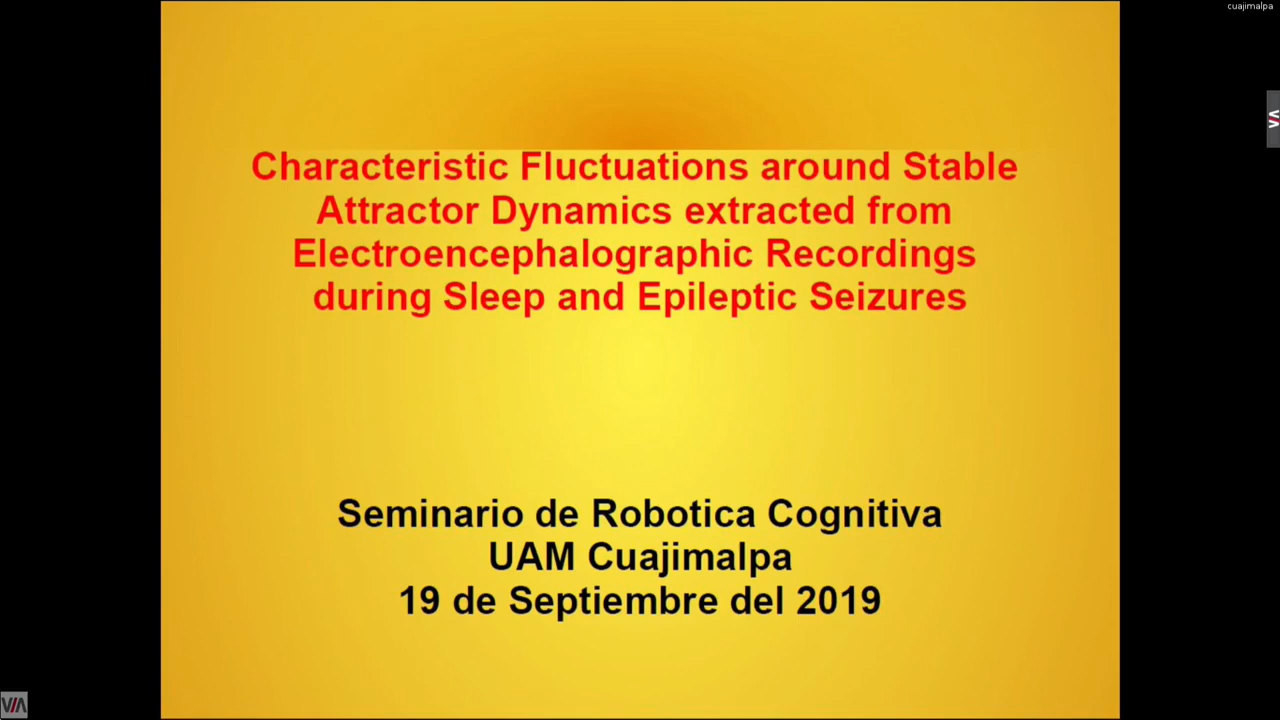 cuajimalpa
Characteristic Fluctuations around Stable
Attractor Dynamics extracted from
Electroencephalographic Recordings
during Sleep and Epileptic Seizures
Seminario de Robotica Cognitiva
UAM Cuajimalpa
19 de Septiembre del 2019
VIA